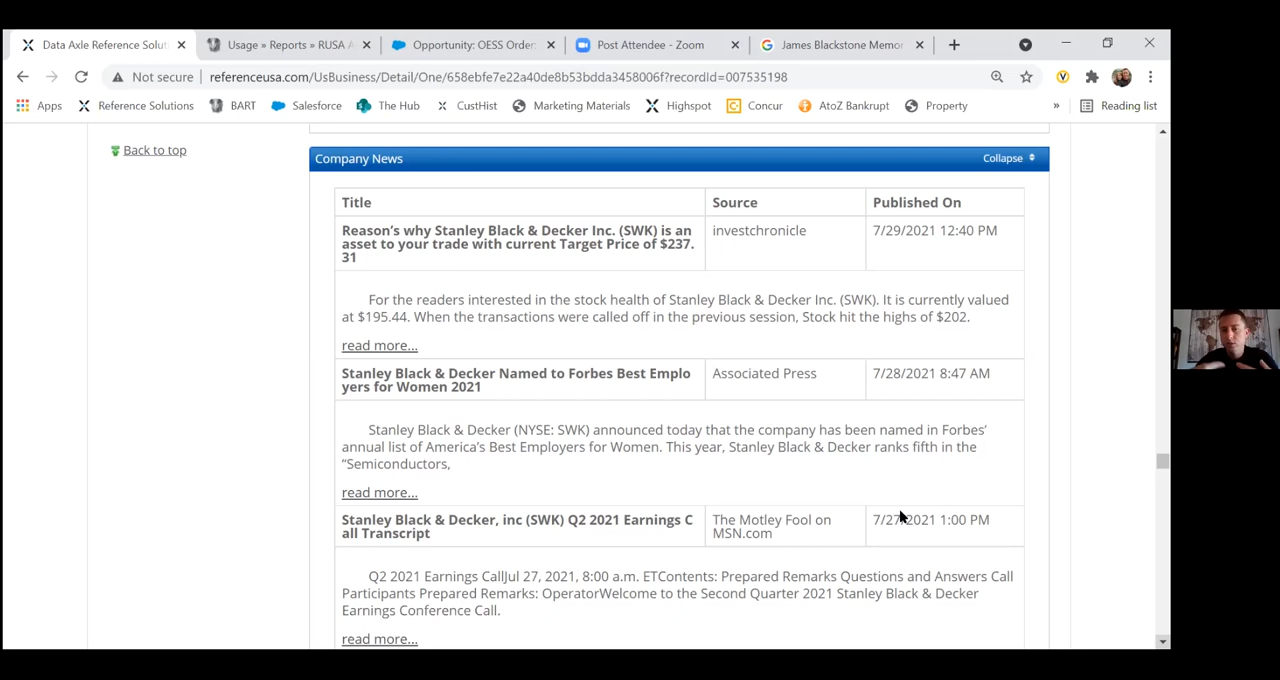 Data Axle Reference Solut
Usage » Reports » RUSA A
Opportunity: OESS Order:
Post Attendee - Zoom
James Blackstone Memor
Not secure
referenceusa.com/UsBusiness/Detail/One/658ebfe7e22a40de8b53bdda3458006f?recordId=007535198
Apps
Reference Solutions
BART
Salesforce
The Hub
CustHist
Marketing Materials
Highspot
Concur
AtoZ Bankrupt
Property
»
Reading list
Back to top
Company News
Collapse
Title
Source
Published On
Reason’s why Stanley Black & Decker Inc. (SWK) is an
asset to your trade with current Target Price of $237.
31
investchronicle
7/29/2021 12:40 PM
For the readers interested in the stock health of Stanley Black & Decker Inc. (SWK). It is currently valued
at $195.44. When the transactions were called off in the previous session, Stock hit the highs of $202.
read more...
Stanley Black & Decker Named to Forbes Best Emplo
yers for Women 2021
Associated Press
7/28/2021 8:47 AM
Stanley Black & Decker (NYSE: SWK) announced today that the company has been named in Forbes’
annual list of America’s Best Employers for Women. This year, Stanley Black & Decker ranks fifth in the
“Semiconductors,
read more...
Stanley Black & Decker, inc (SWK) Q2 2021 Earnings C
all Transcript
The Motley Fool on
MSN.com
7/27/2021 1:00 PM
Q2 2021 Earnings CallJul 27, 2021, 8:00 a.m. ETContents: Prepared Remarks Questions and Answers Call
Participants Prepared Remarks: OperatorWelcome to the Second Quarter 2021 Stanley Black & Decker
Earnings Conference Call.
read more...